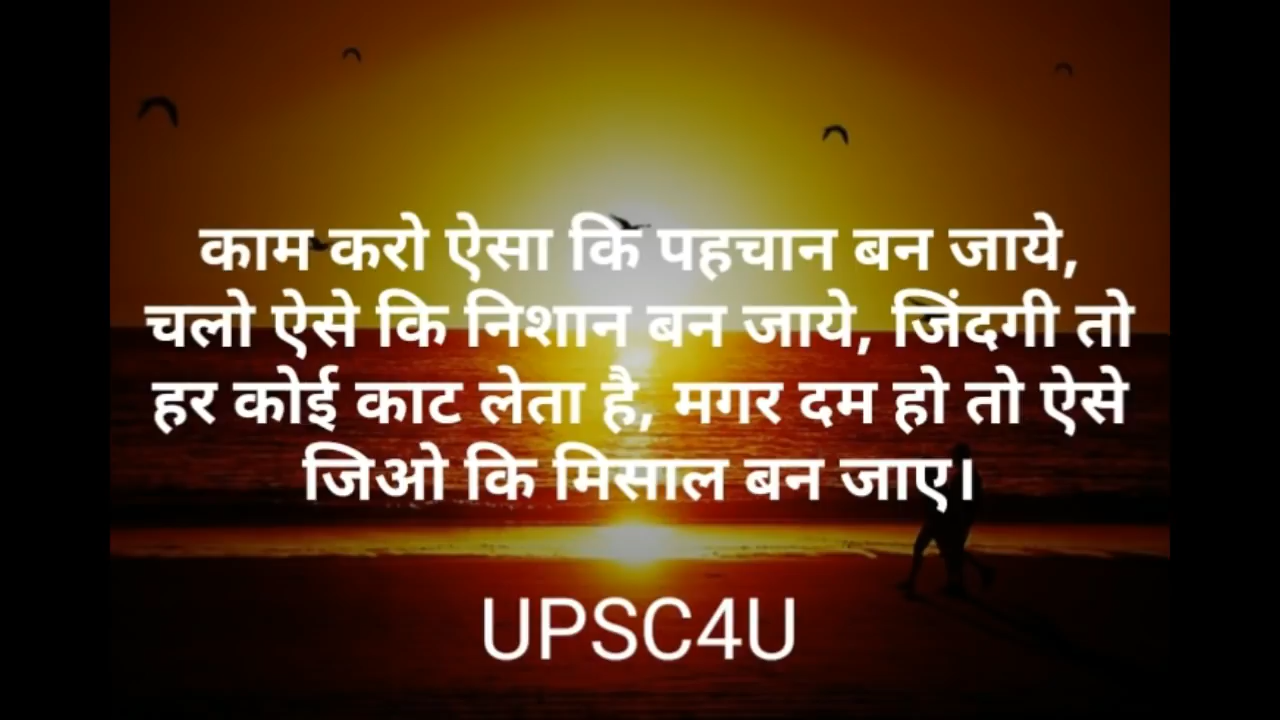 काम करो ऐसा कि पहचान बन जाये,
चलो ऐसे कि निशान बन जाये, जिंदगी तो
हर कोई काट लेता है, मगर दम हो तो ऐसे
जिओ कि मिसाल बन जाए।
UPSC4U